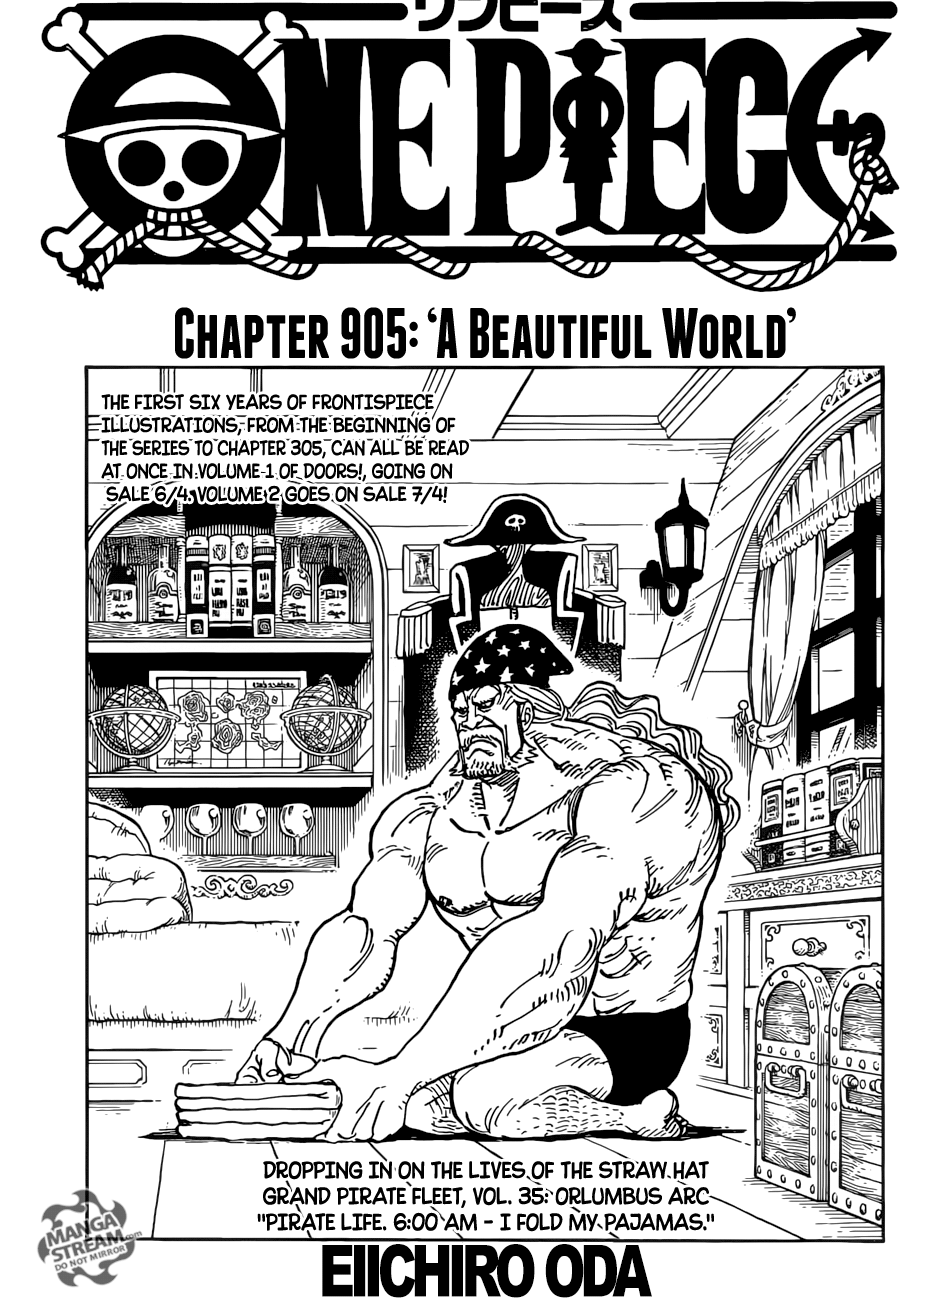 ワンピース
ONE PIECE
CHAPTER 905: ‘A BEAUTIFUL WORLD’
THE FIRST SIX YEARS OF FRONTISPIECE
ILLUSTRATIONS, FROM THE BEGINNING OF
THE SERIES TO CHAPTER 305, CAN ALL BE READ
AT ONCE IN VOLUME 1 OF DOORS!, GOING ON
SALE 6/4. VOLUME 2 GOES ON SALE 7/4!
DROPPING IN ON THE LIVES OF THE STRAW HAT
GRAND PIRATE FLEET, VOL. 35: ORLUMBUS ARC
"PIRATE LIFE. 6:00 AM - I FOLD MY PAJAMAS."
MANGA
STREAM.com
DO NOT MIRROR
EIICHIRO ODA